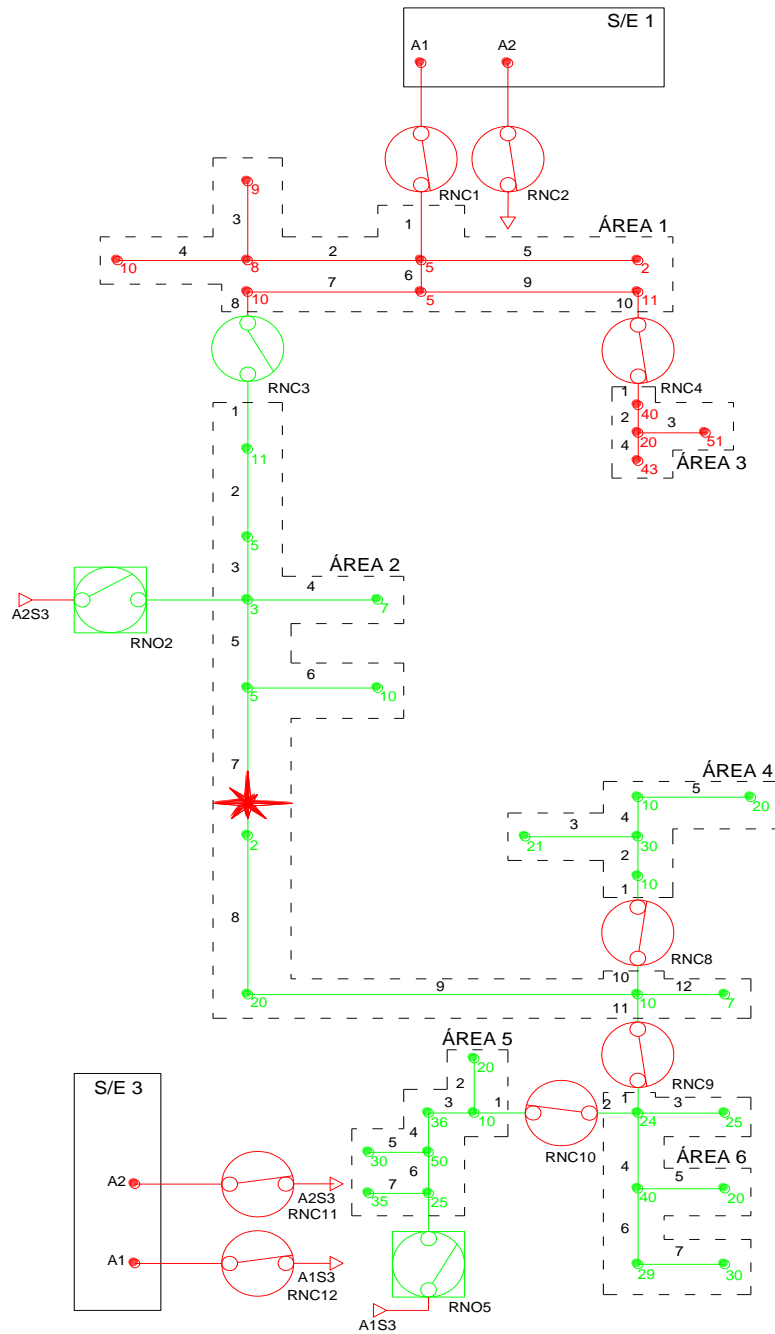 S/E 1
A1 A2
RNC1 RNC2
9
3 1 ÁREA 1
4 2 5
10 8 5 2
6
7 9
8 10 5 10 11
RNC3 RNC4
1 1
40
2 3
11 20 51
4
43 ÁREA 3
2
5
3 ÁREA 2
4
A2S3 3 7
RNO2
5
6
5 10
7
ÁREA 4
5
10 20
4
3
2 21 30
2
10
1
8
RNC8
10
9 12
20 10 7
11
ÁREA 5
20
S/E 3 RNC9
2
3 1 2 1 3
36 10 24 25
4 RNC10
5 4 ÁREA 6
30 50
A2 6 5
A2S3 7 40 20
RNC11 35 25
6
A1 7
A1S3 29 30
RNC12 RNO5
A1S3